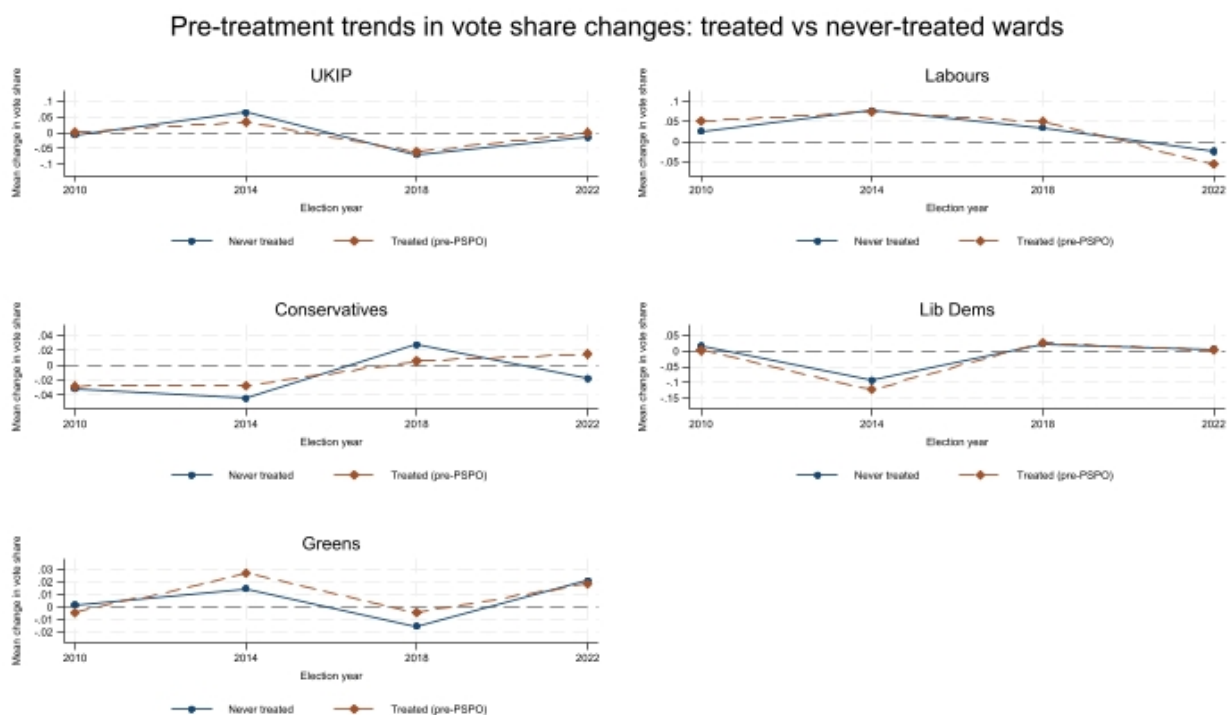 Pre-treatment trends in vote share changes: treated vs never-treated wards
UKIP
Mean change in vote share
.1
.05
0
-.05
-.1
2010 2014 2018 2022
Election year
Never treated Treated (pre-PSPO)
Labours
Mean change in vote share
.1
.05
0
-.05
2010 2014 2018 2022
Election year
Never treated Treated (pre-PSPO)
Conservatives
Mean change in vote share
.04
.02
0
-.02
-.04
2010 2014 2018 2022
Election year
Never treated Treated (pre-PSPO)
Lib Dems
Mean change in vote share
.05
0
-.05
-.1
-.15
2010 2014 2018 2022
Election year
Never treated Treated (pre-PSPO)
Greens
Mean change in vote share
.03
.02
.01
0
-.01
-.02
2010 2014 2018 2022
Election year
Never treated Treated (pre-PSPO)